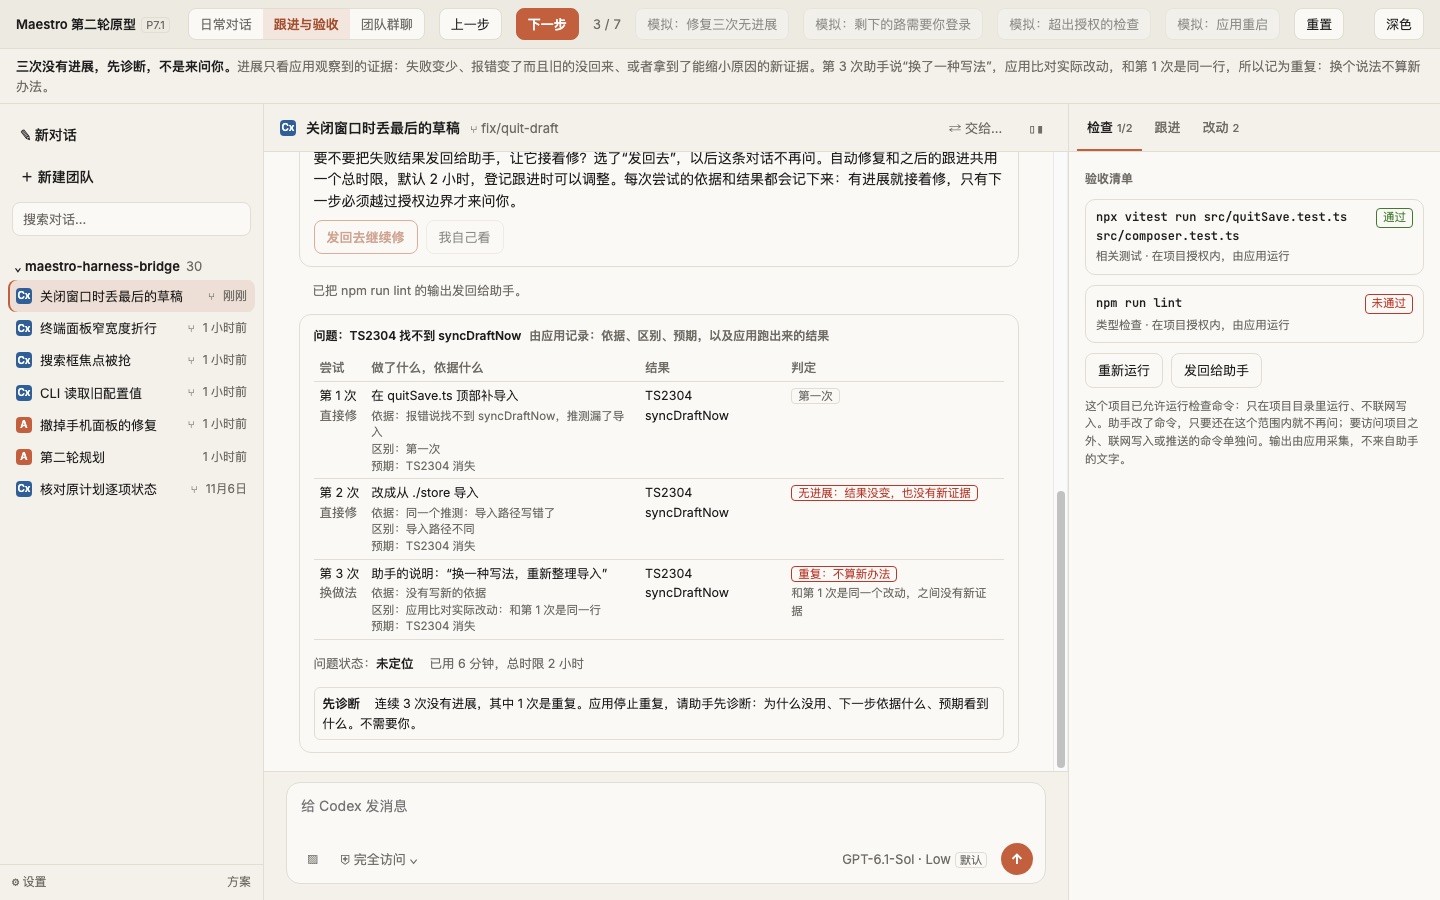 Maestro 第二轮原型 P7.1 日常对话 跟进与验收 团队群聊 上一步 下一步 3 / 7 模拟：修复三次无进展 模拟：剩下的路需要你登录 模拟：超出授权的检查 模拟：应用重启 重置 深色
三次没有进展，先诊断，不是来问你。进展只看应用观察到的证据：失败变少、报错变了而且旧的没回来、或者拿到了能缩小原因的新证据。第 3 次助手说“换了一种写法”，应用比对实际改动，和第 1 次是同一行，所以记为重复：换个说法不算新
办法。
新对话
+ 新建团队
搜索对话...
maestro-harness-bridge 30
Cx 关闭窗口时丢最后的草稿 刚刚
Cx 终端面板窄宽度折行 1 小时前
Cx 搜索框焦点被抢 1 小时前
Cx CLI 读取旧配置值 1 小时前
A 撤掉手机面板的修复 1 小时前
A 第二轮规划 1 小时前
Cx 核对原计划逐项状态 11月6日
设置 方案
Cx 关闭窗口时丢最后的草稿 fix/quit-draft ⇄ 交给...
要不要把失败结果发回给助手，让它接着修？选了“发回去”，以后这条对话不再问。自动修复和之后的跟进共用
一个总时限，默认 2 小时，登记跟进时可以调整。每次尝试的依据和结果都会记下来：有进展就接着修，只有下
一步必须越过授权边界才来问你。
发回去继续修 我自己看
已把 npm run lint 的输出发回给助手。
问题：TS2304 找不到 syncDraftNow 由应用记录：依据、区别、预期，以及应用跑出来的结果
尝试 做了什么，依据什么 结果 判定
第 1 次 在 quitSave.ts 顶部补导入 TS2304 第一次
直接修 依据：报错说找不到 syncDraftNow，推测漏了导 syncDraftNow
入
区别：第一次
预期：TS2304 消失
第 2 次 改成从 ./store 导入 TS2304 无进展：结果没变，也没有新证据
直接修 依据：同一个推测：导入路径写错了 syncDraftNow
区别：导入路径不同
预期：TS2304 消失
第 3 次 助手的说明：“换一种写法，重新整理导入” TS2304 重复：不算新办法
换做法 依据：没有写新的依据 syncDraftNow 和第 1 次是同一个改动，之间没有新证
据
区别：应用比对实际改动：和第 1 次是同一行
预期：TS2304 消失
问题状态：未定位 已用 6 分钟，总时限 2 小时
先诊断 连续 3 次没有进展，其中 1 次是重复。应用停止重复，请助手先诊断：为什么没用、下一步依据什么、预期看到
什么。不需要你。
给 Codex 发消息
完全访问 GPT-6.1-Sol · Low 默认
检查 1/2 跟进 改动 2
验收清单
npx vitest run src/quitSave.test.ts 通过
src/composer.test.ts
相关测试 · 在项目授权内，由应用运行
npm run lint 未通过
类型检查 · 在项目授权内，由应用运行
重新运行 发回给助手
这个项目已允许运行检查命令：只在项目目录里运行、不联网写
入。助手改了命令，只要还在这个范围内就不再问；要访问项目之
外、联网写入或推送的命令单独问。输出由应用采集，不来自助手
的文字。